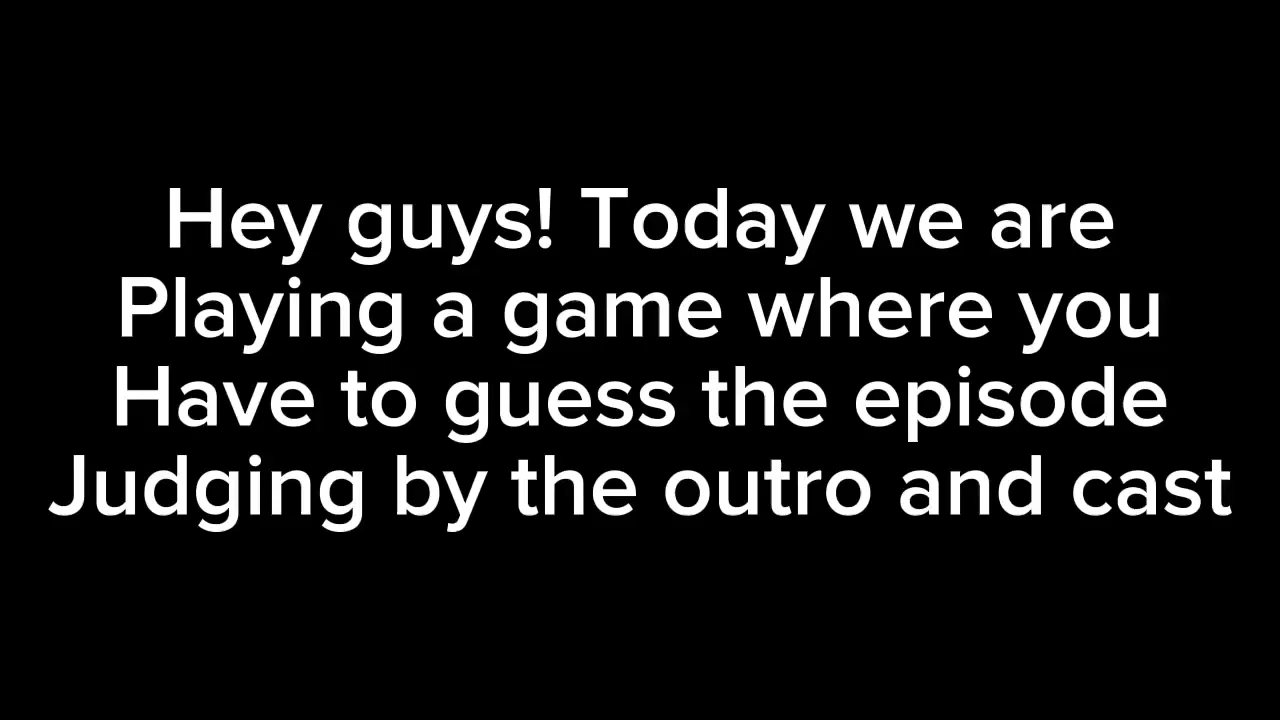 Hey guys! Today we are
Playing a game where you
Have to guess the episode
Judging by the outro and cast